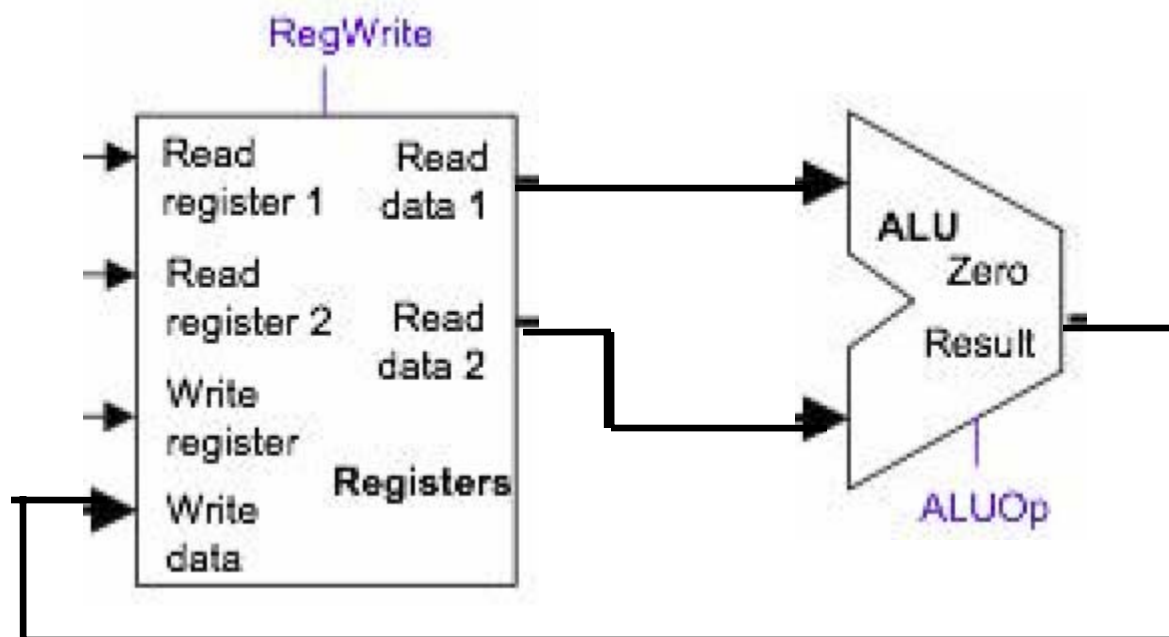 RegWrite
Read
register 1
Read
data 1
Read
register 2
Read
data 2
Write
register
Registers
Write
data
ALU
Zero
Result
ALUOp